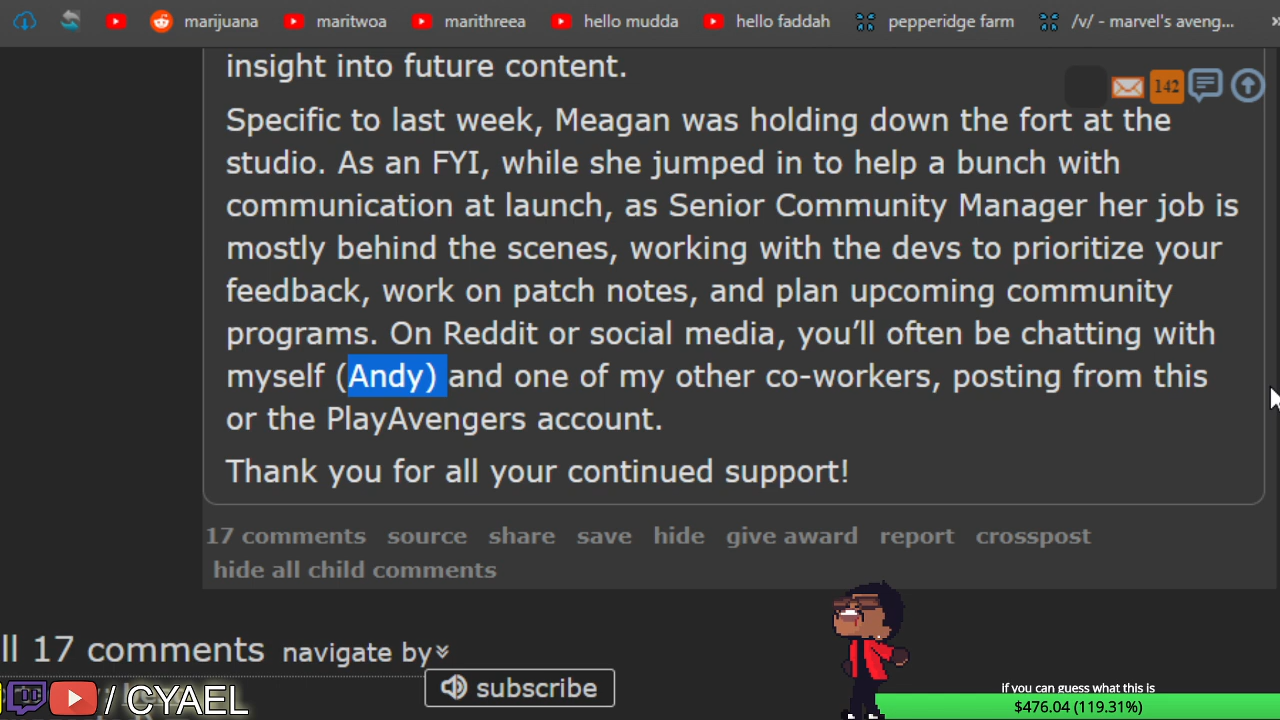 marijuana maritwoa marithreea hello mudda hello faddah pepperidge farm /v/ - marvel's aveng...
insight into future content.
142
Specific to last week, Meagan was holding down the fort at the
studio. As an FYI, while she jumped in to help a bunch with
communication at launch, as Senior Community Manager her job is
mostly behind the scenes, working with the devs to prioritize your
feedback, work on patch notes, and plan upcoming community
programs. On Reddit or social media, you’ll often be chatting with
myself (Andy) and one of my other co-workers, posting from this
or the PlayAvengers account.
Thank you for all your continued support!
17 comments source share save hide give award report crosspost
hide all child comments
ll 17 comments navigate by
subscribe
/ CYAEL
if you can guess what this is
$476.04 (119.31%)